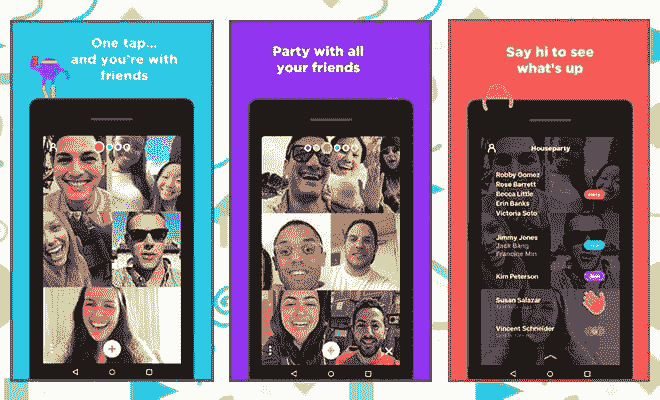 One tap...
and you're with
friends
Party with all
your friends
Say hi to see
what's up
Houseparty
Robby Gomez
Rose Barrett
Becca Little
Erin Banks
Victoria Soto
Jimmy Jones
Jack Bang
Francine Min
Kim Peterson
Susan Salazar
Vincent Schneider